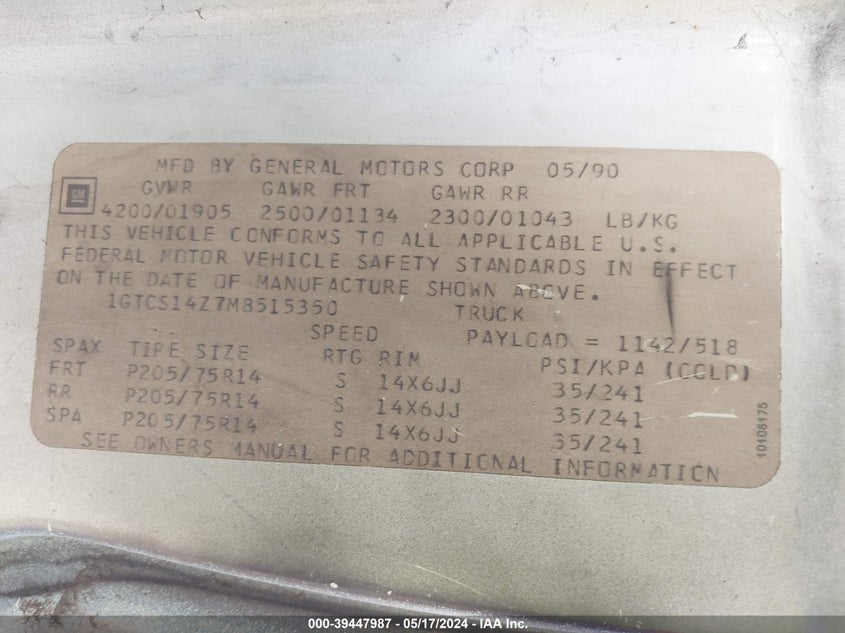 MFD BY GENERAL MOTORS CORP 05/90
GM
GVWR GAWR FRT GAWR RR
4200/01905 2500/01134 2300/01043 LB/KG
THIS VEHICLE CONFORMS TO ALL APPLICABLE U.S.
FEDERAL MOTOR VEHICLE SAFETY STANDARDS IN EFFECT
ON THE DATE OF MANUFACTURE SHOWN ABOVE.
1GTCS14Z7M8515350 TRUCK
SPEED PAYLOAD = 1142/518
SPAX TIRE SIZE RTG RIM PSI/KPA (COLD)
FRT P205/75R14 S 14X6JJ 35/241
RR P205/75R14 S 14X6JJ 35/241
SPA P205/75R14 S 14X6JJ 35/241
SEE OWNERS MANUAL FOR ADDITIONAL INFORMATION
10108175
000-39447987 - 05/17/2024 - IAA Inc.